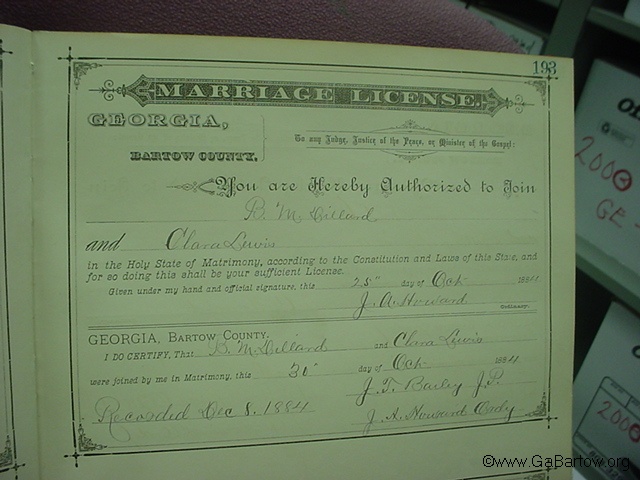 193
MARRIAGE LICENSE.
GEORGIA,
BARTOW COUNTY.
To any Judge, Justice of the Peace, or Minister of the Gospel:
You are Hereby Authorized to Join
B. M. Dillard
and Clara Lewis
in the Holy State of Matrimony, according to the Constitution and Laws of this State, and
for so doing this shall be your sufficient License.
Given under my hand and official signature, this 25" day of Oct 1884
J. A. Howard
Ordinary.
GEORGIA, BARTOW COUNTY.
I DO CERTIFY, That B. M. Dillard and Clara Lewis
were joined by me in Matrimony, this 30" day of Oct 1884
J. T. Bailey J.P.
Recorded Dec 8, 1884
J. A. Howard Ordy
200
GE
200
©www.GaBartow.org